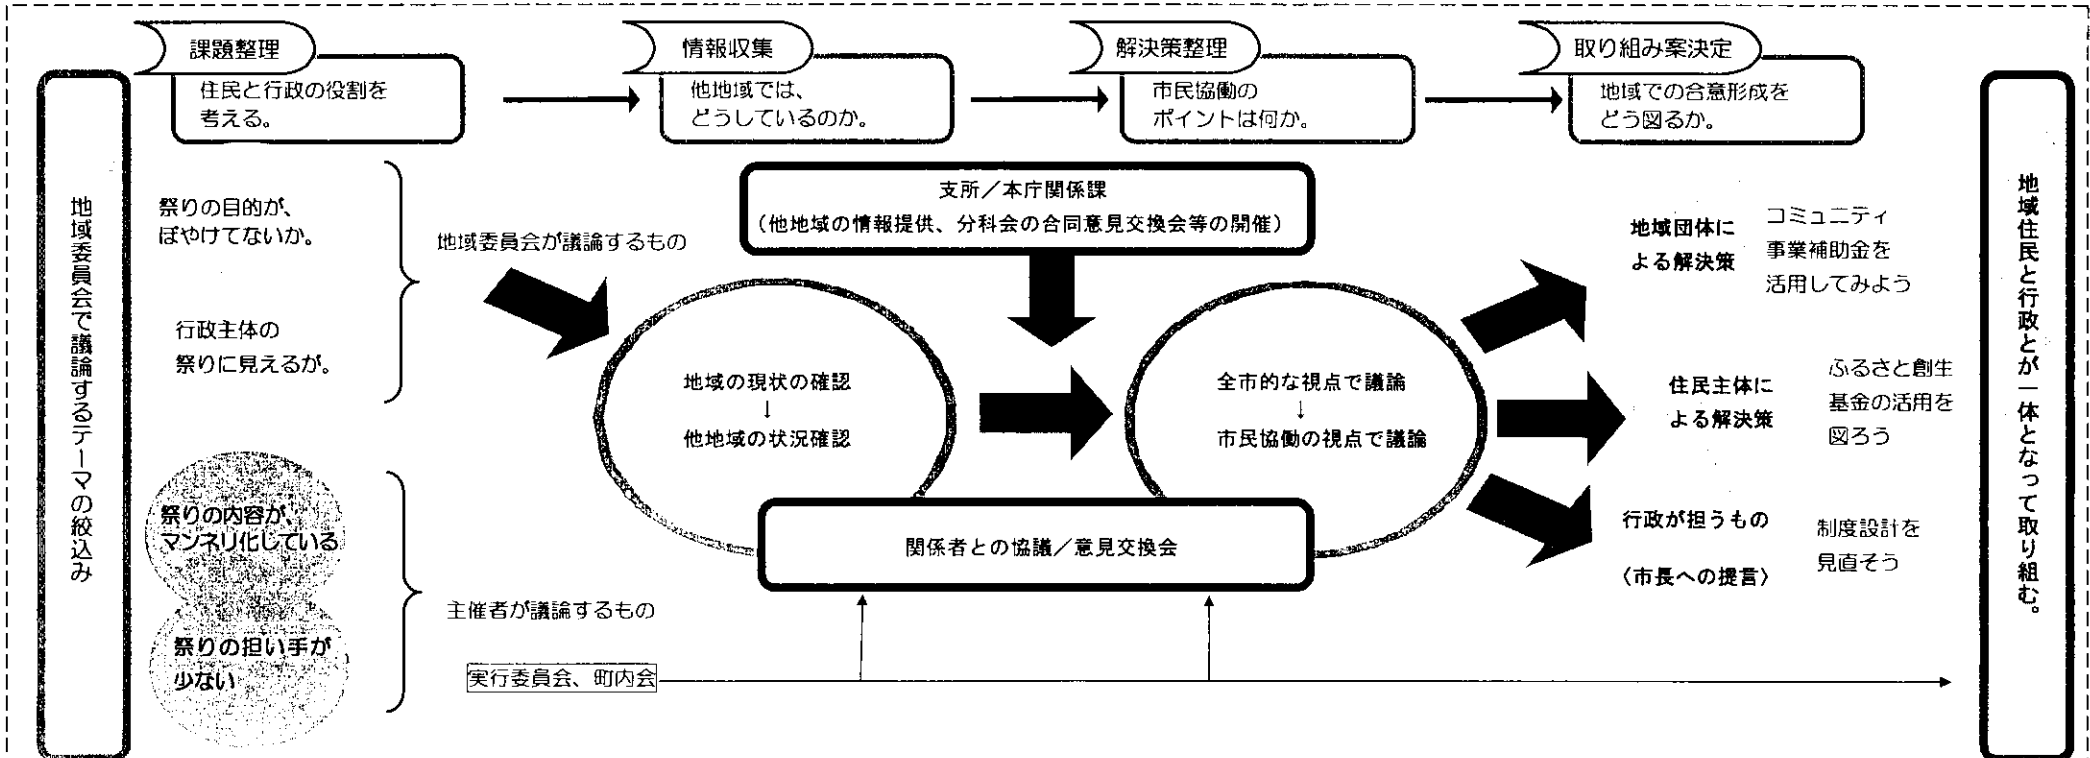 課題整理
住民と行政の役割を
考える。
情報収集
他地域では、
どうしているのか。
解決策整理
市民協働の
ポイントは何か。
取り組み案決定
地域での合意形成を
どう図るか。
地域委員会で議論するテーマの絞込み
祭りの目的が、
ぼやけてないか。
行政主体の
祭りに見えるが。
祭りの内容が、
マンネリ化している
祭りの担い手が
少ない
地域委員会が議論するもの
主催者が議論するもの
実行委員会、町内会
支所／本庁関係課
（他地域の情報提供、分科会の合同意見交換会等の開催）
地域の現状の確認
↓
他地域の状況確認
全市的な視点で議論
↓
市民協働の視点で議論
関係者との協議／意見交換会
地域団体に
よる解決策
コミュニティ
事業補助金を
活用してみよう
住民主体に
よる解決策
ふるさと創生
基金の活用を
図ろう
行政が担うもの
〈市長への提言〉
制度設計を
見直そう
地域住民と行政とが一体となって取り組む。